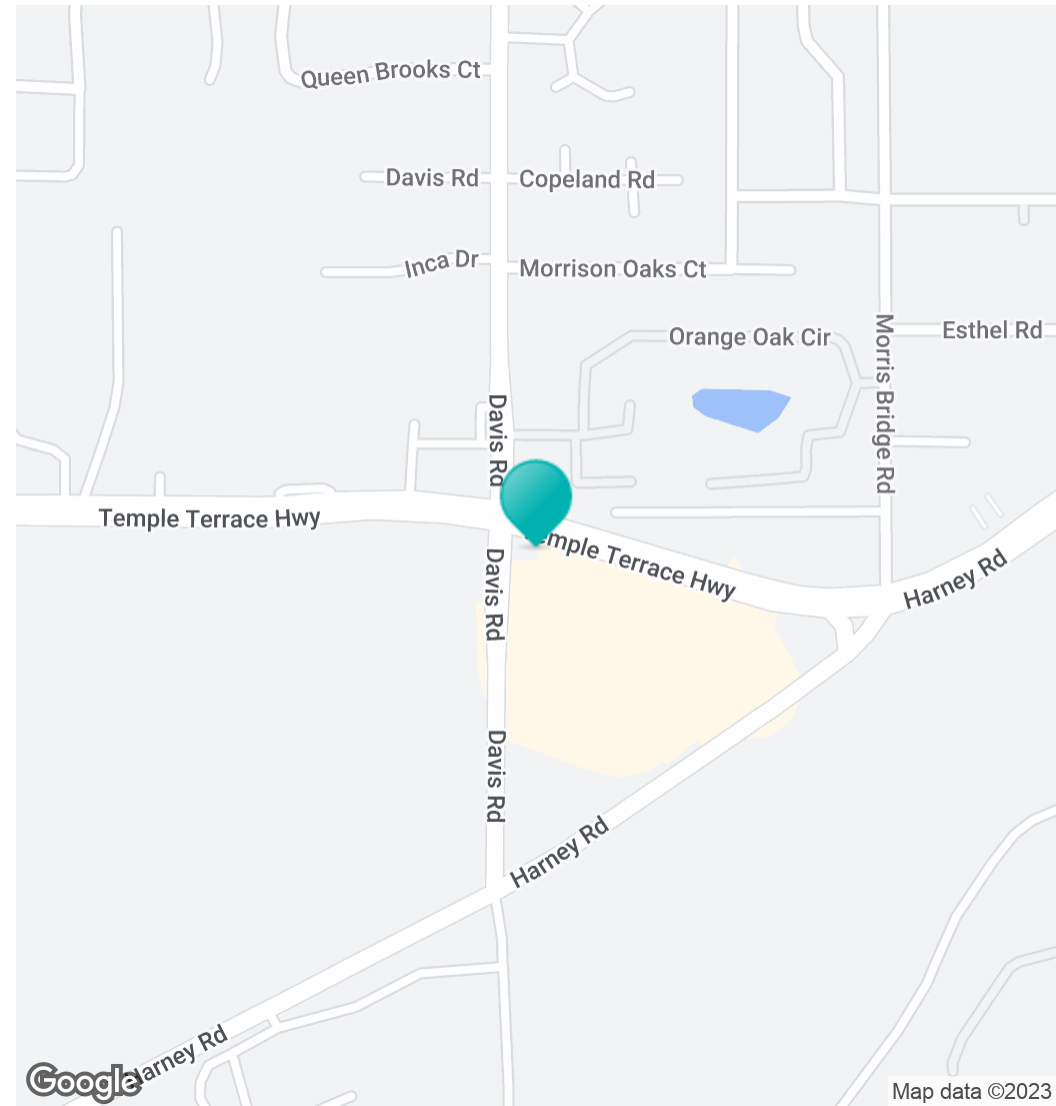 Queen Brooks Ct
Davis Rd
Copeland Rd
Inca Dr
Morrison Oaks Ct
Orange Oak Cir
Esthel Rd
Morris Bridge Rd
Davis Rd
Temple Terrace Hwy
Temple Terrace Hwy
Davis Rd
Harney Rd
Davis Rd
Harney Rd
Harney Rd
Google
Map data ©2023